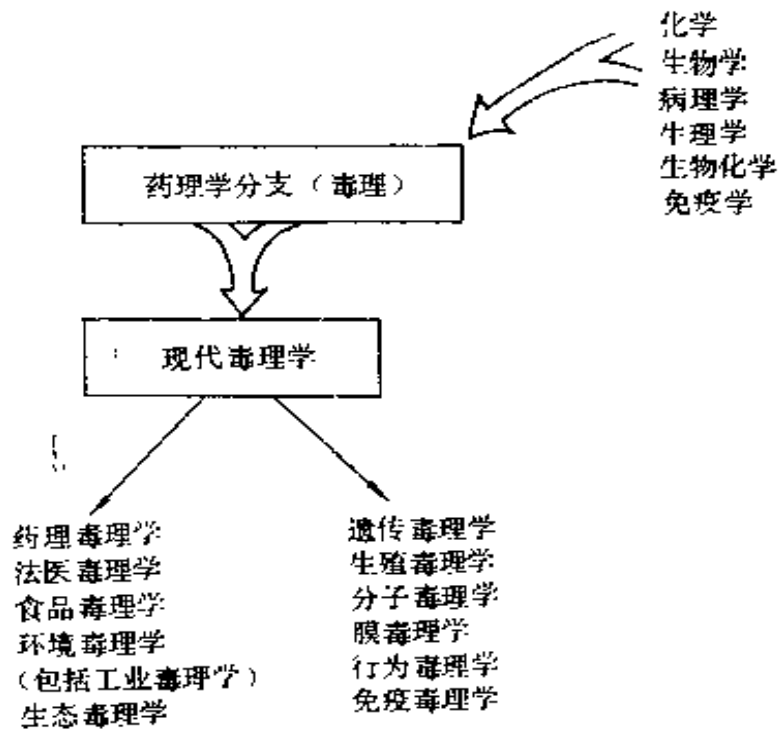 化学
生物学
病理学
生理学
生物化学
免疫学
药理学分支（毒理）
现代毒理学
药理毒理学
法医毒理学
食品毒理学
环境毒理学
（包括工业毒理学）
生态毒理学
遗传毒理学
生殖毒理学
分子毒理学
膜毒理学
行为毒理学
免疫毒理学